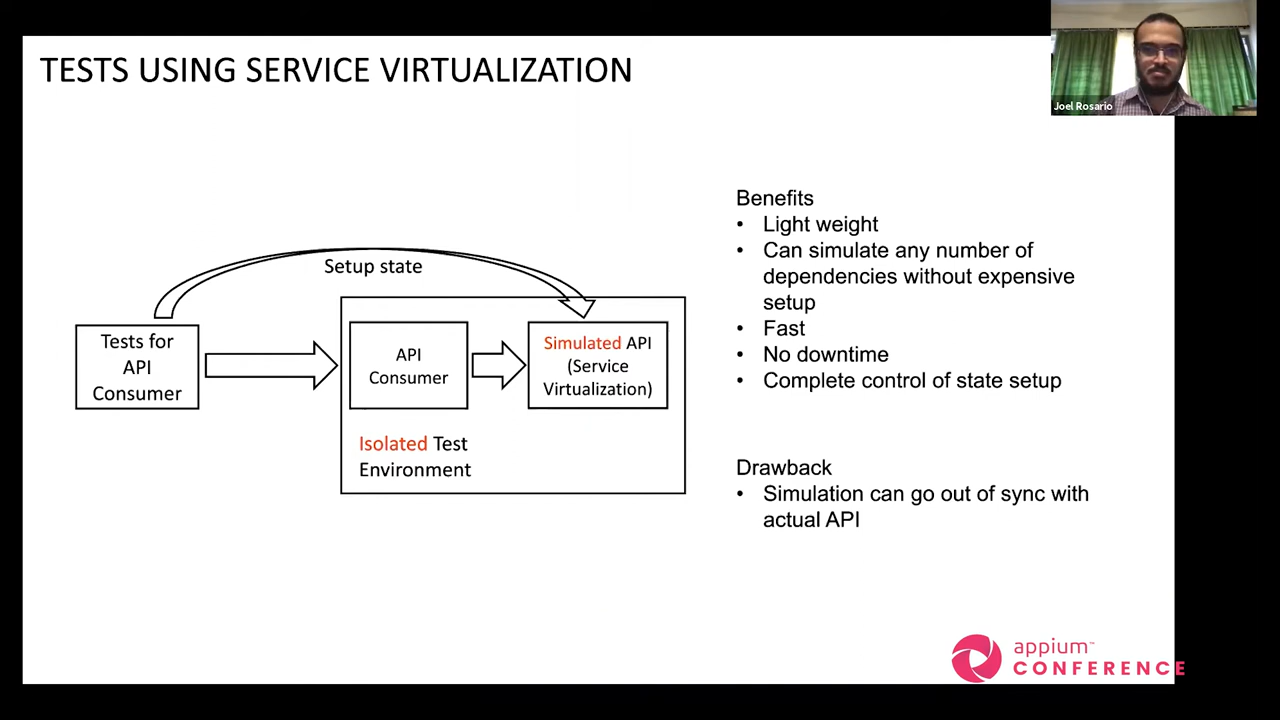 TESTS USING SERVICE VIRTUALIZATION
Joel Rosario
Setup state
Tests for
API
Consumer
API
Consumer
Simulated API
(Service
Virtualization)
Isolated Test
Environment
Benefits
• Light weight
• Can simulate any number of
dependencies without expensive
setup
• Fast
• No downtime
• Complete control of state setup
Drawback
• Simulation can go out of sync with
actual API
appium™
CONFERENCE